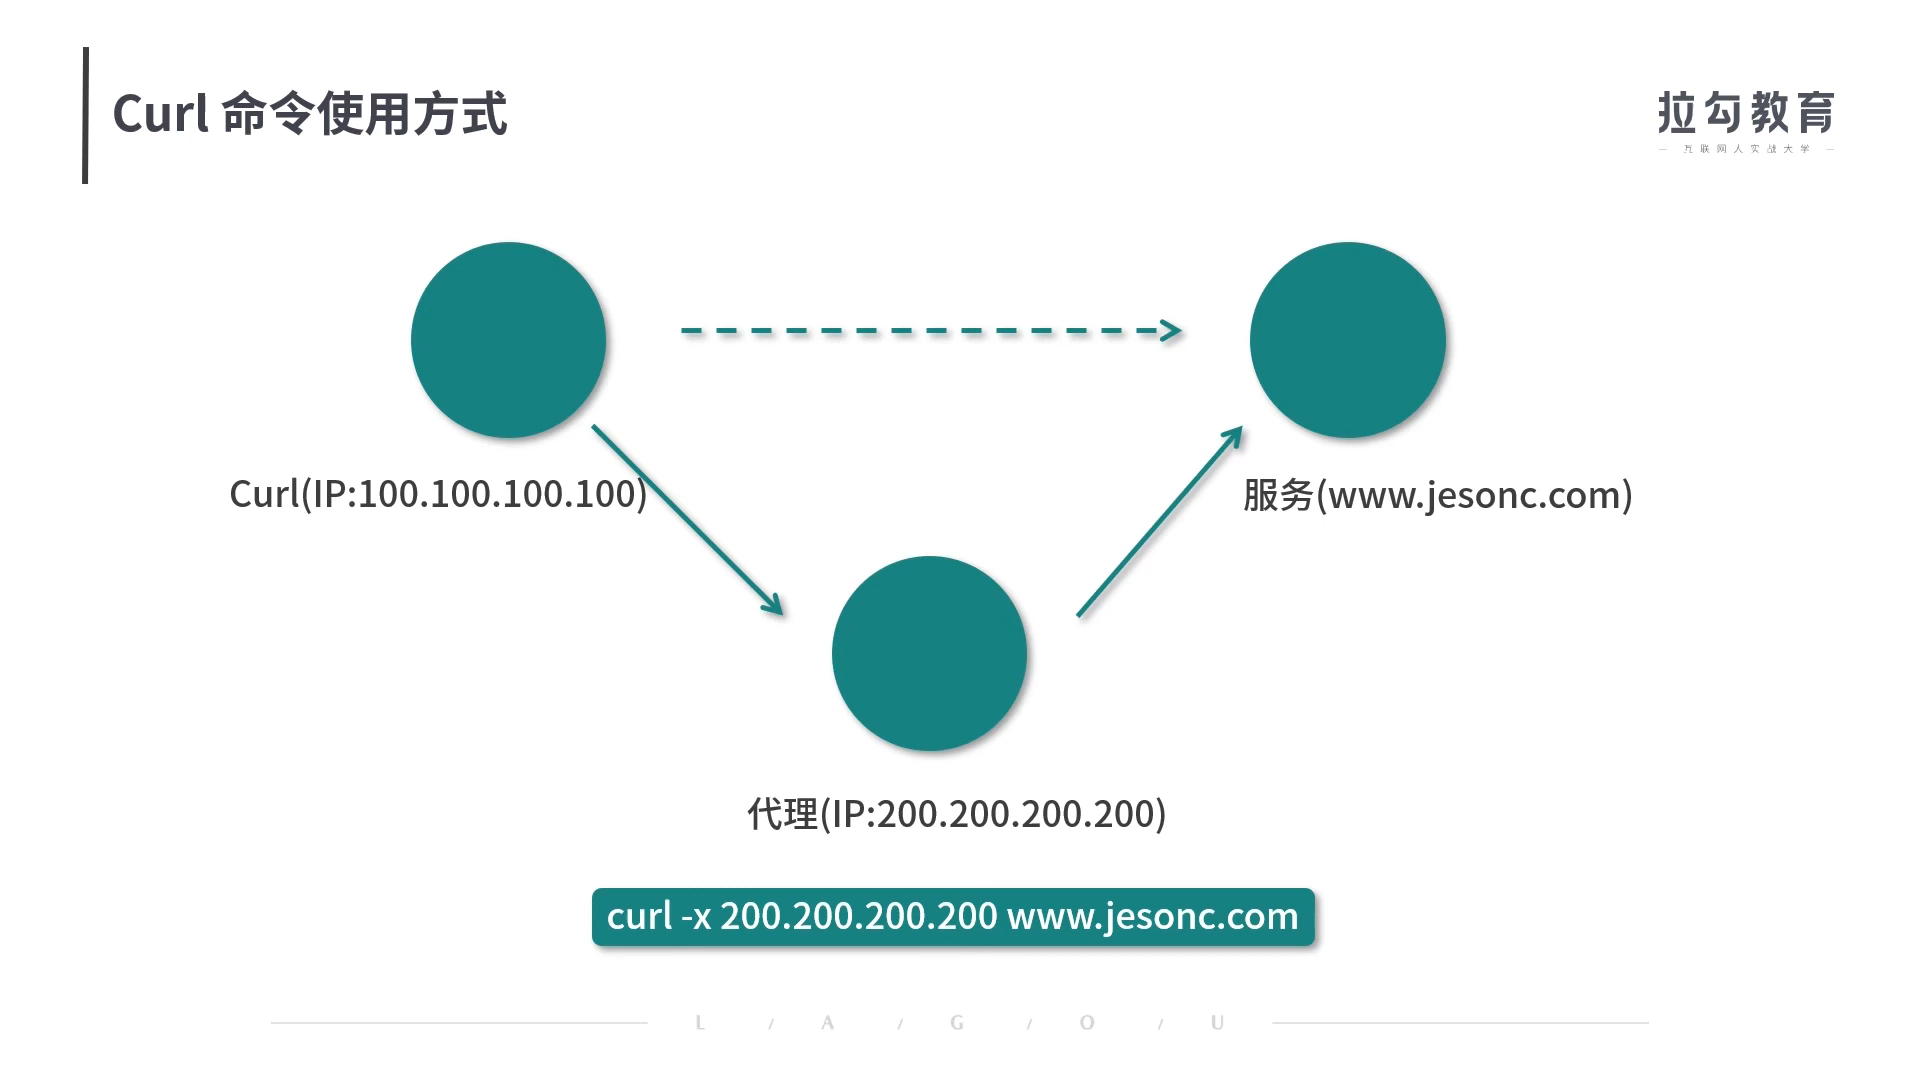 Curl 命令使用方式
拉勾教育
— 互联网人实战大学 —
Curl(IP:100.100.100.100)
服务(www.jesonc.com)
代理(IP:200.200.200.200)
curl -x 200.200.200.200 www.jesonc.com
L / A / G / O / U